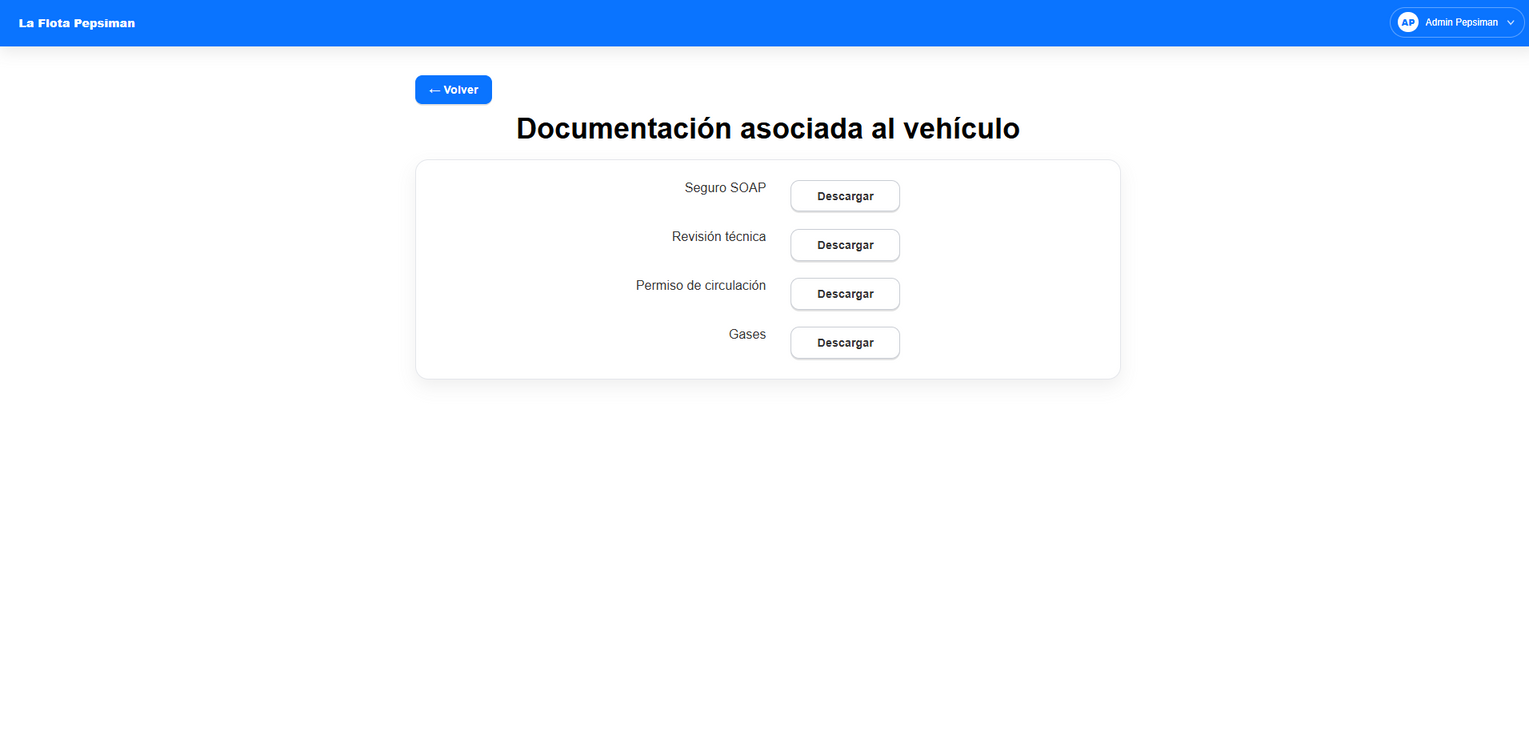 La Flota Pepsiman
AP Admin Pepsiman
← Volver
Documentación asociada al vehículo
Seguro SOAP Descargar
Revisión técnica Descargar
Permiso de circulación Descargar
Gases Descargar